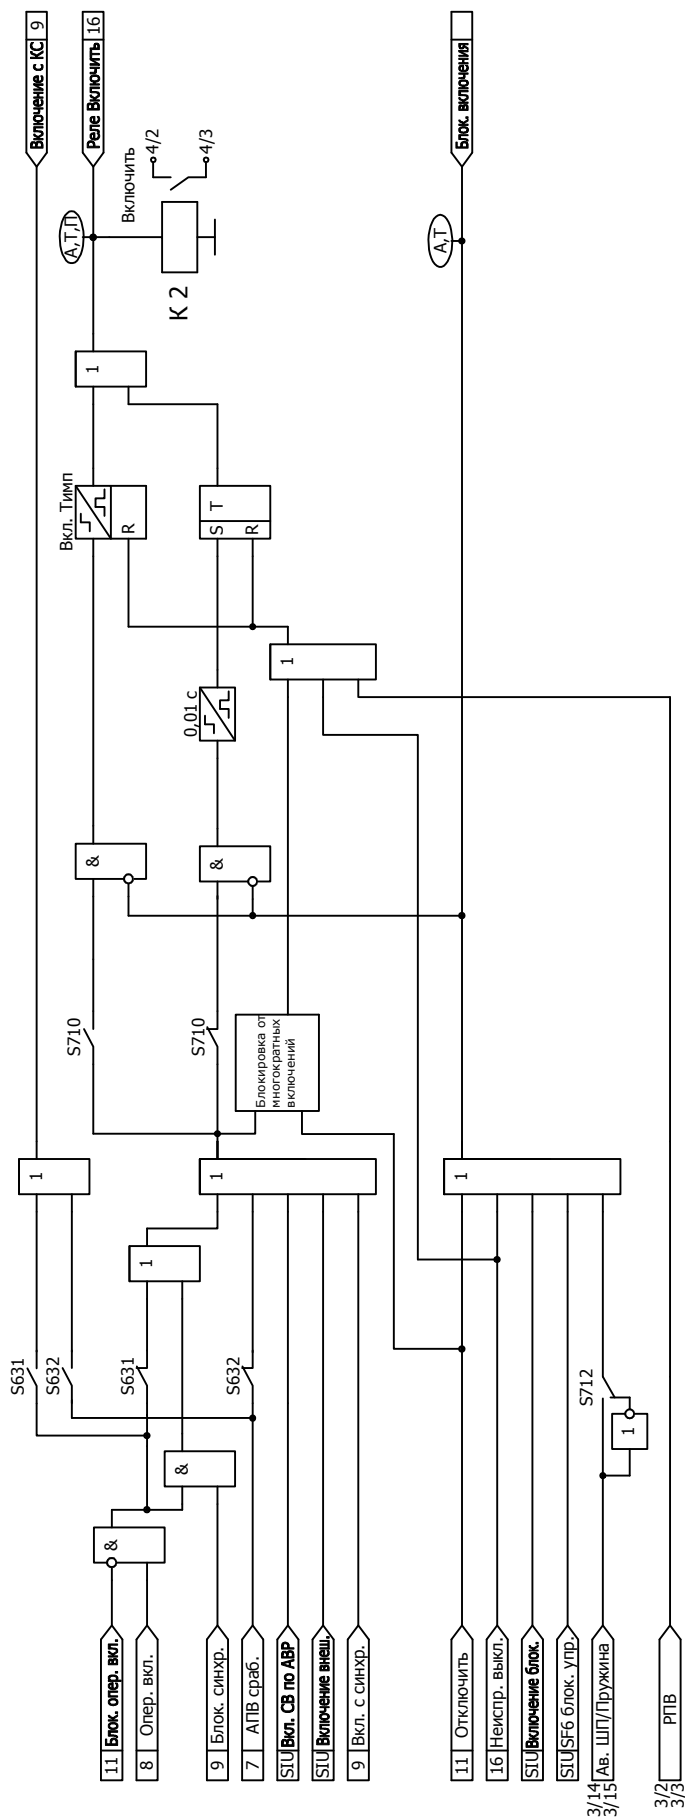 Включение с КС 9
Реле Включить 16
Блок. включения
А,Т,П
А,Т
Включить
4/2
4/3
К 2
1
Вкл. Тимп
R
S T
R
1
0,01 с
&
&
S710
S710
Блокировка от
многократных
включений
1
1
1
1
S631
S632
S631
S632
S712
&
&
1
11 Блок. опер. вкл.
8 Опер. вкл.
9 Блок. синхр.
7 АПВ сраб.
SIU Вкл. СВ по АВР
SIU Включение внеш.
9 Вкл. с синхр.
11 Отключить
16 Неиспр. выкл.
SIU Включение блок.
SIU SF6 блок. упр.
3/14
3/15
Ав. ШП/Пружина
3/2
3/3
РПВ